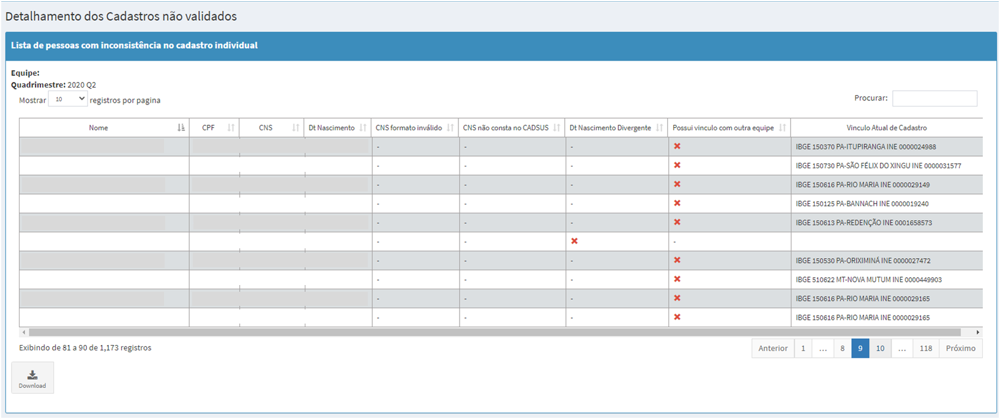 Detalhamento dos Cadastros não validados
Lista de pessoas com inconsistência no cadastro individual
Equipe:
Quadrimestre: 2020 Q2
Mostrar 10 registros por pagina
Procurar:
Nome CPF CNS Dt Nascimento CNS formato inválido CNS não consta no CADSUS Dt Nascimento Divergente Possui vinculo com outra equipe Vinculo Atual de Cadastro
- - - IBGE 150370 PA-ITUPIRANGA INE 0000024988
- - - IBGE 150730 PA-SÃO FÉLIX DO XINGU INE 0000031577
- - - IBGE 150616 PA-RIO MARIA INE 0000029149
- - - IBGE 150125 PA-BANNACH INE 0000019240
- - - IBGE 150613 PA-REDENÇÃO INE 0001658573
- - -
- - - IBGE 150530 PA-ORIXIMINÁ INE 0000027472
- - - IBGE 510622 MT-NOVA MUTUM INE 0000449903
- - - IBGE 150616 PA-RIO MARIA INE 0000029165
- - - IBGE 150616 PA-RIO MARIA INE 0000029165
Exibindo de 81 a 90 de 1,173 registros
Anterior 1 ... 8 9 10 ... 118 Próximo
Download